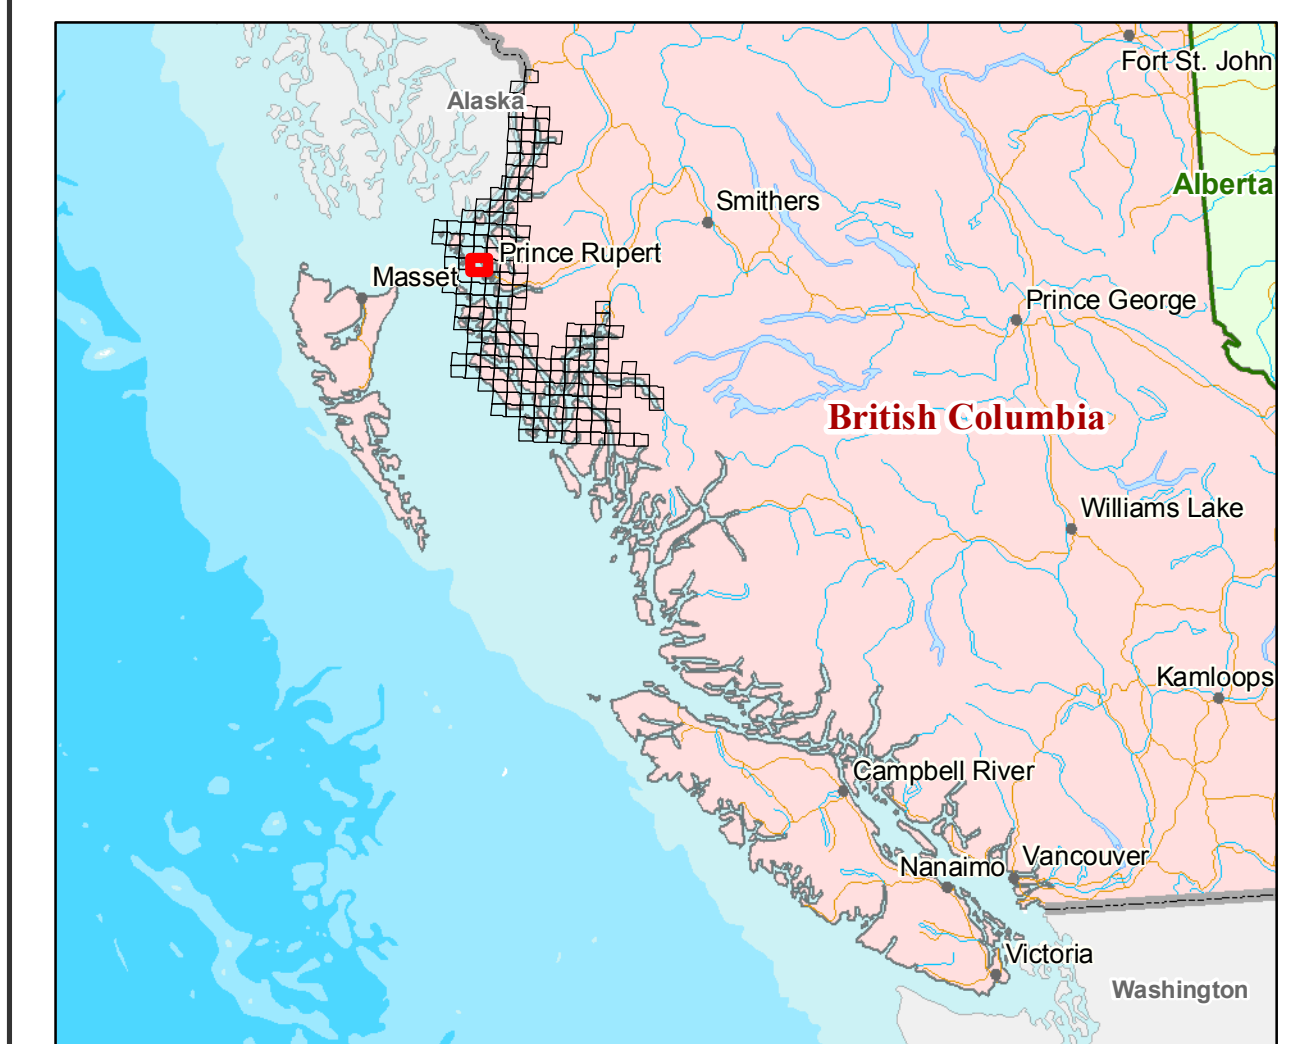 Fort St. John
Alaska
Alberta
Smithers
Prince Rupert
Masset
Prince George
British Columbia
Williams Lake
Kamloops
Campbell River
Vancouver
Nanaimo
Victoria
Washington